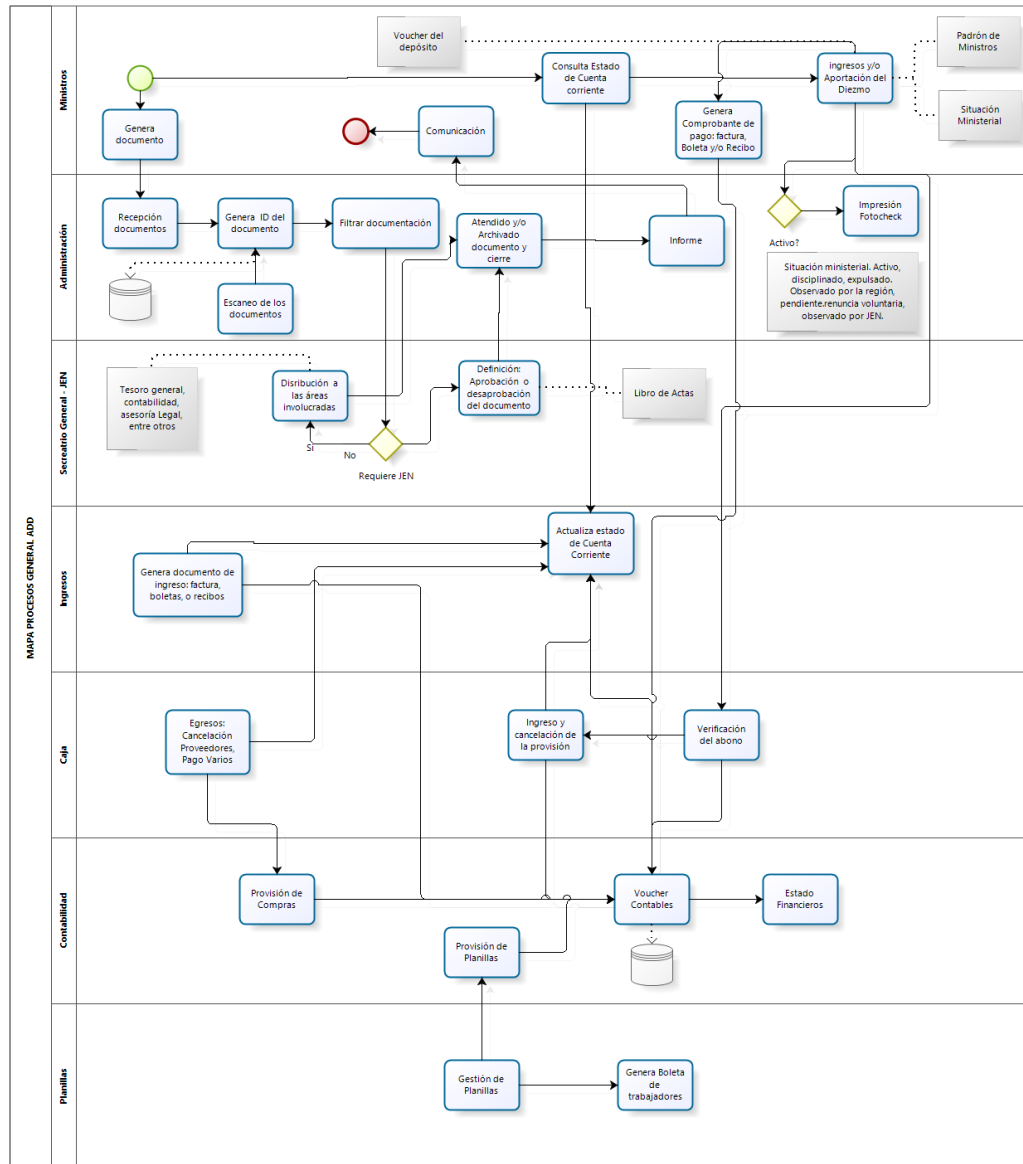 MAPA PROCESOS GENERAL ADD
Ministros
Voucher del
depósito
Consulta Estado
de Cuenta
corriente
ingresos y/o
Aportación del
Diezmo
Padrón de
Ministros
Situación
Ministerial
Genera
documento
Comunicación
Genera
Comprobante de
pago: factura,
Boleta y/o Recibo
Administración
Recepción
documentos
Genera ID del
documento
Filtrar documentación
Atendido y/o
Archivado
documento y
cierre
Informe
Activo?
Impresión
Fotocheck
Escaneo de los
documentos
Situación ministerial. Activo,
disciplinado, expulsado.
Observado por la región,
pendiente.renuncia voluntaria,
observado por JEN.
Secreatrio General - JEN
Tesoro general,
contabilidad,
asesoría Legal,
entre otros
Disribución a
las áreas
involucradas
Definición:
Aprobación o
desaprobación
del documento
Libro de Actas
Si
No
Requiere JEN
Ingresos
Actualiza estado
de Cuenta
Corriente
Genera documento de
ingreso: factura,
boletas, o recibos
Caja
Egresos:
Cancelación
Proveedores,
Pago Varios
Ingreso y
cancelación de
la provisión
Verificación
del abono
Contabilidad
Provisión de
Compras
Voucher
Contables
Estado
Financieros
Provisión de
Planillas
Planillas
Gestión de
Planillas
Genera Boleta
de
trabajadores